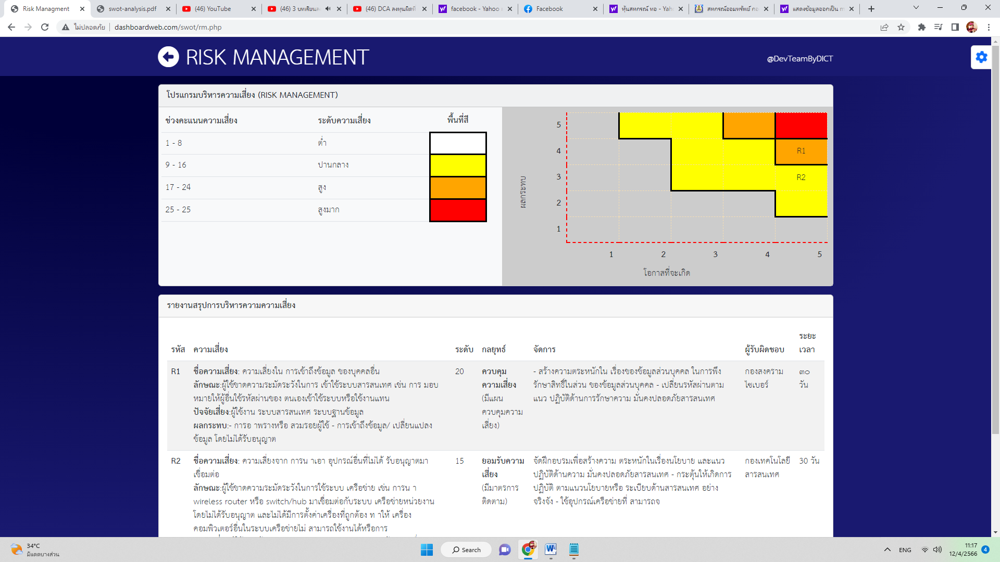 Risk Managment
swot-analysis.pdf
(46) YouTube
(46) 3 บทเรียนล
(46) DCA ลงทุนผิดที่
facebook - Yahoo
Facebook
หุ้นสหกรณ์ ทอ - Yah
สหกรณ์ออมทรัพย์ กอ
แสดงข้อมูลออกเป็น m
ไม่ปลอดภัย
dashboardweb.com/swot/rm.php
RISK MANAGEMENT
@DevTeamByDICT
โปรแกรมบริหารความเสี่ยง (RISK MANAGEMENT)
ช่วงคะแนนความเสี่ยง ระดับความเสี่ยง พื้นที่สี
1 - 8 ต่ำ
9 - 16 ปานกลาง
17 - 24 สูง
25 - 25 สูงมาก
5
4 R1
3 R2
2
1
ผลกระทบ
1 2 3 4 5
โอกาสที่จะเกิด
รายงานสรุปการบริหารความความเสี่ยง
รหัส ความเสี่ยง ระดับ กลยุทธ์ จัดการ ผู้รับผิดชอบ ระยะ
เวลา
R1
ชื่อความเสี่ยง: ความเสี่ยงใน การเข้าถึงข้อมูล ของบุคคลอื่น
ลักษณะ:ผู้ใช้ขาดความระมัดระวังในการ เข้าใช้ระบบสารสนเทศ เช่น การ มอบ
หมายให้ผู้อื่นใช้รหัสผ่านของ ตนเองเข้าใช้ระบบหรือใช้งานแทน
ปัจจัยเสี่ยง:ผู้ใช้งาน ระบบสารสนเทศ ระบบฐานข้อมูล
ผลกระทบ:- การอ าพรางหรือ สวมรอยผู้ใช้ - การเข้าถึงข้อมูล/ เปลี่ยนแปลง
ข้อมูล โดยไม่ได้รับอนุญาต
20
ควบคุม
ความเสี่ยง
(มีแผน
ควบคุมความ
เสี่ยง)
- สร้างความตระหนักใน เรื่องของข้อมูลส่วนบุคคล ในการพึง
รักษาสิทธิ์ในส่วน ของข้อมูลส่วนบุคคล - เปลี่ยนรหัสผ่านตาม
แนว ปฏิบัติด้านการรักษาความ มั่นคงปลอดภัยสารสนเทศ
กองสงคราม
ไซเบอร์
๓๐
วัน
R2
ชื่อความเสี่ยง: ความเสี่ยงจาก การน าเอา อุปกรณ์อื่นที่ไม่ได้ รับอนุญาตมา
เชื่อมต่อ
ลักษณะ:ผู้ใช้ขาดความระมัดระวังในการใช้ระบบ เครือข่าย เช่น การน า
wireless router หรือ switch/hub มาเชื่อมต่อกับระบบ เครือข่ายหน่วยงาน
โดยไม่ได้รับอนุญาต และไม่ได้มีการตั้งค่าเครื่องที่ถูกต้อง ท าให้ เครื่อง
คอมพิวเตอร์อื่นในระบบเครือข่ายไม่ สามารถใช้งานได้หรือการ
15
ยอมรับความ
เสี่ยง
(มีมาตรการ
ติดตาม)
จัดฝึกอบรมเพื่อสร้างความ ตระหนักในเรื่องนโยบาย และแนว
ปฏิบัติด้านความ มั่นคงปลอดภัยสารสนเทศ - กระตุ้นให้เกิดการ
ปฏิบัติ ตามแนวนโยบายหรือ ระเบียบด้านสารสนเทศ อย่าง
จริงจัง - ใช้อุปกรณ์เครือข่ายที่ สามารถจ
กองเทคโนโลยี
สารสนเทศ
30 วัน
34°C
มีแดดบางส่วน
Search
ENG
11:17
12/4/2566
4